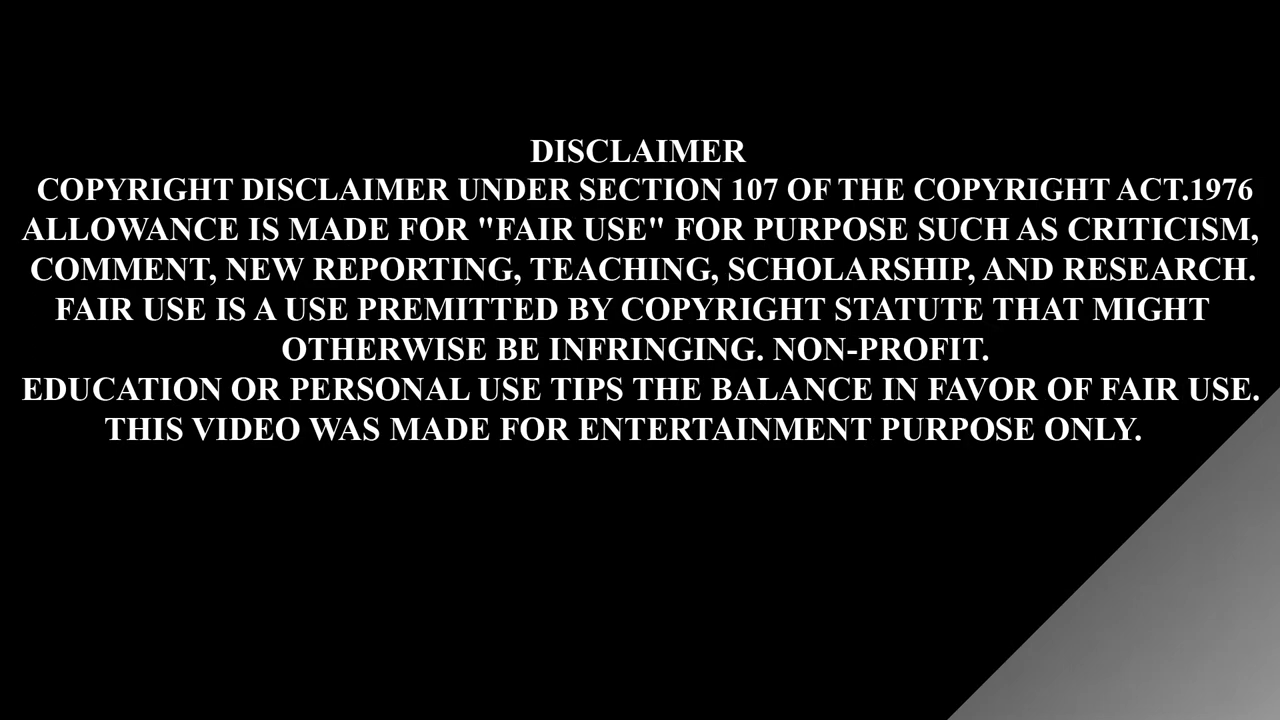 DISCLAIMER
COPYRIGHT DISCLAIMER UNDER SECTION 107 OF THE COPYRIGHT ACT.1976
ALLOWANCE IS MADE FOR "FAIR USE" FOR PURPOSE SUCH AS CRITICISM,
COMMENT, NEW REPORTING, TEACHING, SCHOLARSHIP, AND RESEARCH.
FAIR USE IS A USE PREMITTED BY COPYRIGHT STATUTE THAT MIGHT
OTHERWISE BE INFRINGING. NON-PROFIT.
EDUCATION OR PERSONAL USE TIPS THE BALANCE IN FAVOR OF FAIR USE.
THIS VIDEO WAS MADE FOR ENTERTAINMENT PURPOSE ONLY.